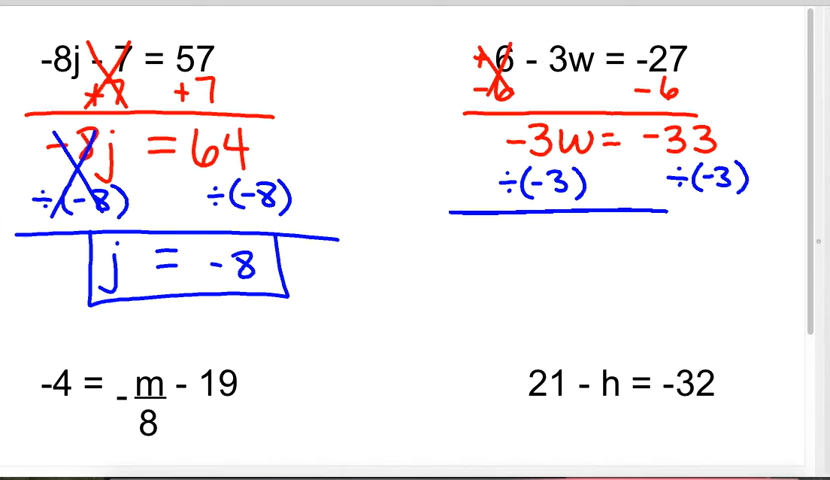 -8j - 7 = 57
+7 +7
-8j = 64
÷(-8) ÷(-8)
j = -8
+6 - 3w = -27
-6 -6
-3w = -33
÷(-3) ÷(-3)
-4 = - m/8 - 19
21 - h = -32